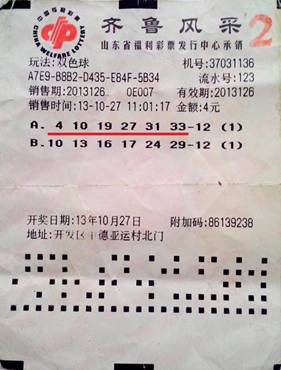 中国福利彩票
CHINA WELFARE LOTTERY
齐鲁风采 2
山东省福利彩票发行中心承销
玩法:双色球 机号:37031136
A7E9-B8B2-D435-E84F-5B34 流水号:123
销售期:2013126 0E007 有效期:2013126
销售时间:13-10-27 11:01:17 金额:4元
A. 4 10 19 27 31 33-12 (1)
B.10 13 16 17 24 29-12 (1)
开奖日期:13年10月27日 附加码:86139238
地址:开发区 德亚运村北门